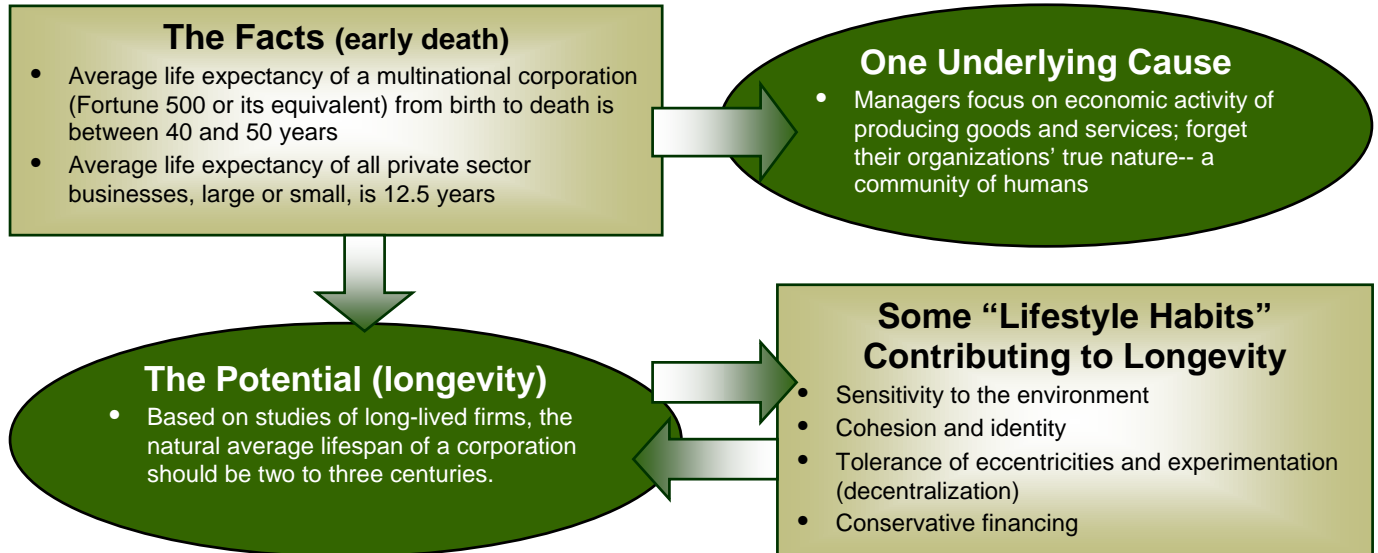 The Facts (early death)
• Average life expectancy of a multinational corporation
(Fortune 500 or its equivalent) from birth to death is
between 40 and 50 years
• Average life expectancy of all private sector
businesses, large or small, is 12.5 years
One Underlying Cause
• Managers focus on economic activity of
producing goods and services; forget
their organizations’ true nature-- a
community of humans
The Potential (longevity)
• Based on studies of long-lived firms, the
natural average lifespan of a corporation
should be two to three centuries.
Some “Lifestyle Habits”
Contributing to Longevity
• Sensitivity to the environment
• Cohesion and identity
• Tolerance of eccentricities and experimentation
(decentralization)
• Conservative financing